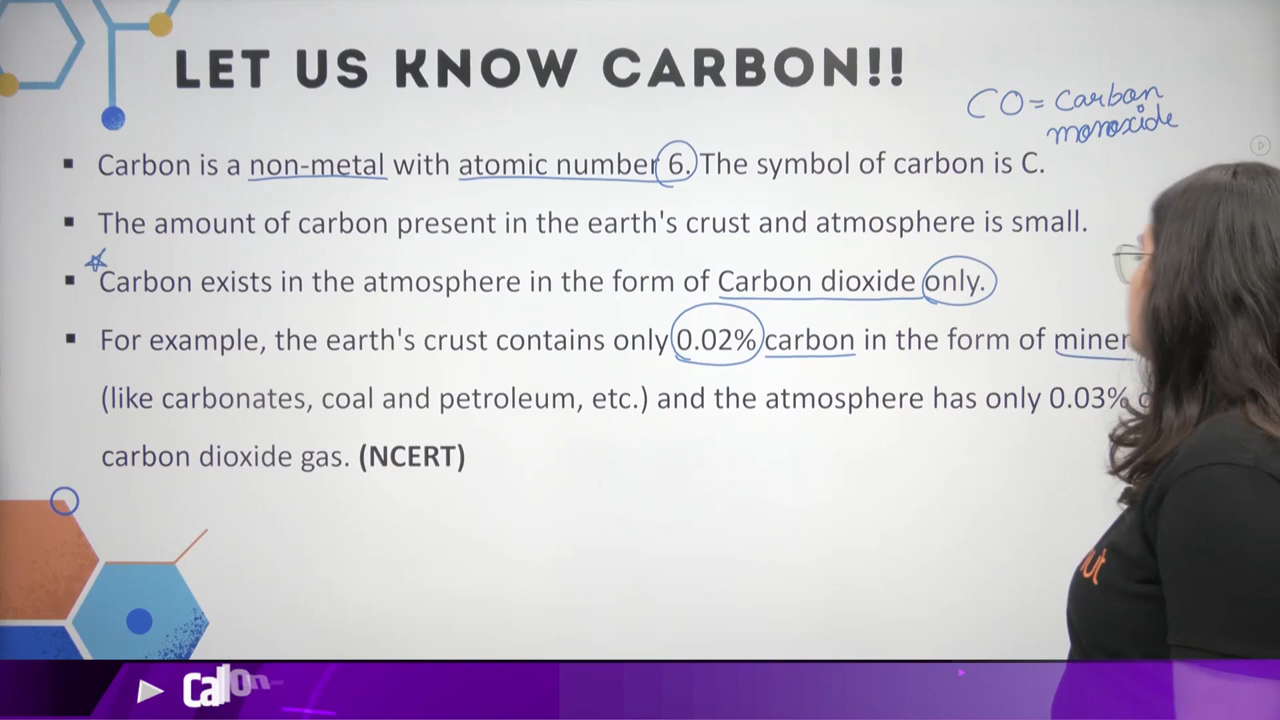 LET US KNOW CARBON!!
CO = Carbon
monoxide
▪ Carbon is a non-metal with atomic number 6. The symbol of carbon is C.
▪ The amount of carbon present in the earth's crust and atmosphere is small.
▪ Carbon exists in the atmosphere in the form of Carbon dioxide only.
▪ For example, the earth's crust contains only 0.02% carbon in the form of miner
(like carbonates, coal and petroleum, etc.) and the atmosphere has only 0.03%
carbon dioxide gas. (NCERT)
ut
Call On